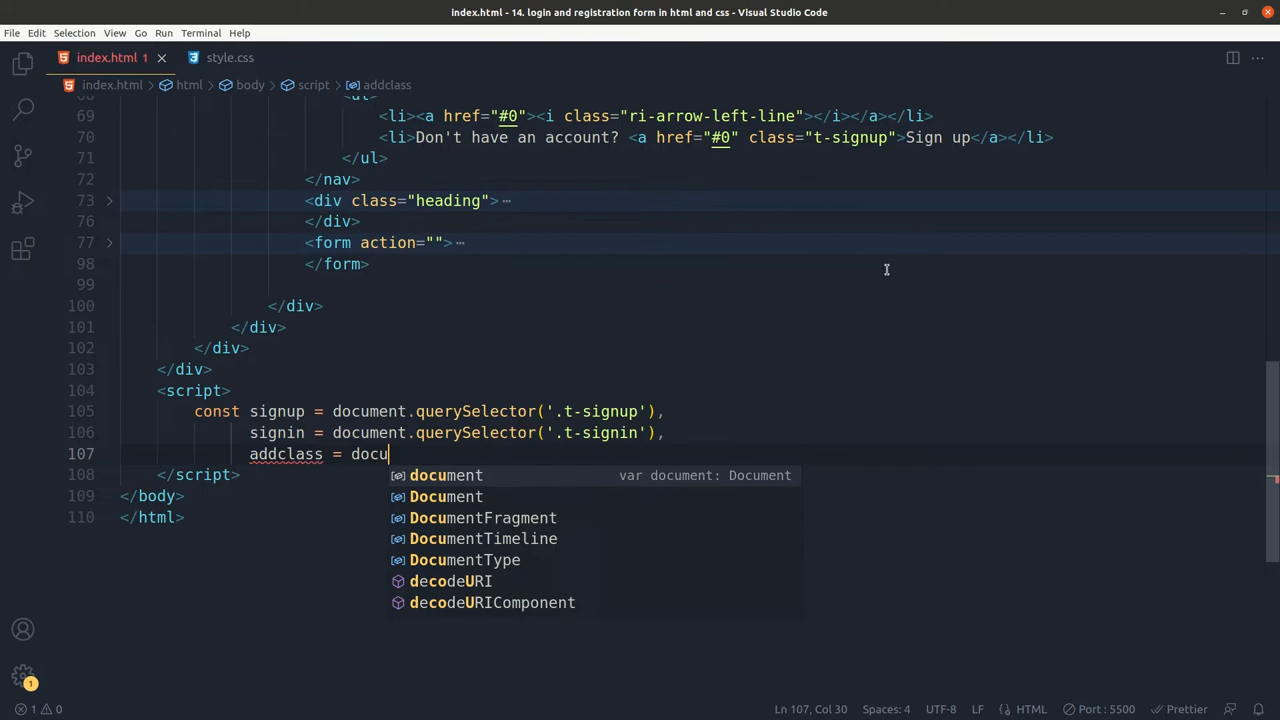 index.html - 14. login and registration form in html and css - Visual Studio Code
File Edit Selection View Go Run Terminal Help
index.html 1 style.css
index.html > html > body > script > addclass
69 <li><a href="#0"><i class="ri-arrow-left-line"></i></a></li>
70 <li>Don't have an account? <a href="#0" class="t-signup">Sign up</a></li>
71 </ul>
72 </nav>
73 <div class="heading">
76 </div>
77 <form action="">
98 </form>
99
100 </div>
101 </div>
102 </div>
103 </div>
104 <script>
105 const signup = document.querySelector('.t-signup'),
106 signin = document.querySelector('.t-signin'),
107 addclass = docu
document var document: Document
108 </script>
Document
109 </body>
DocumentFragment
110 </html>
DocumentTimeline
DocumentType
decodeURI
decodeURIComponent
1
1 0 Ln 107, Col 30 Spaces: 4 UTF-8 LF HTML Port : 5500 Prettier